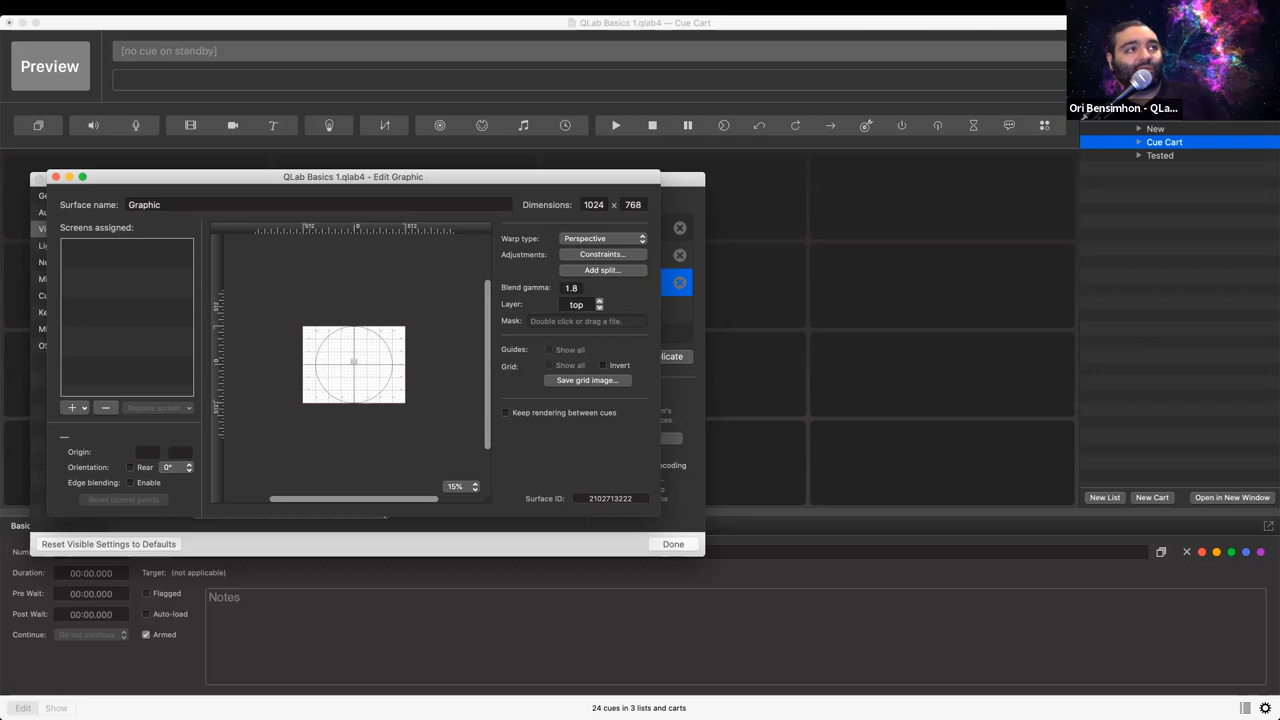 QLab Basics 1.qlab4 — Cue Cart
Preview
[no cue on standby]
Ori Bensimhon - QLa...
New
Cue Cart
Tested
QLab Basics 1.qlab4 - Edit Graphic
Surface name: Graphic
Dimensions: 1024 x 768
Screens assigned:
512 0 512
Warp type: Perspective
Adjustments: Constraints...
Add split...
Blend gamma: 1.8
Layer: top
Mask: Double click or drag a file.
Guides: Show all
Grid: Show all Invert
Save grid image...
Keep rendering between cues
Replace screen
Origin:
Orientation: Rear 0°
Edge blending: Enable
Reset control points
15%
Surface ID: 2102713222
Reset Visible Settings to Defaults
Done
New List New Cart Open in New Window
Basic
Duration: 00:00.000 Target: (not applicable)
Pre Wait: 00:00.000 Flagged
Post Wait: 00:00.000 Auto-load
Continue: Do not continue Armed
Notes
Edit Show
24 cues in 3 lists and carts